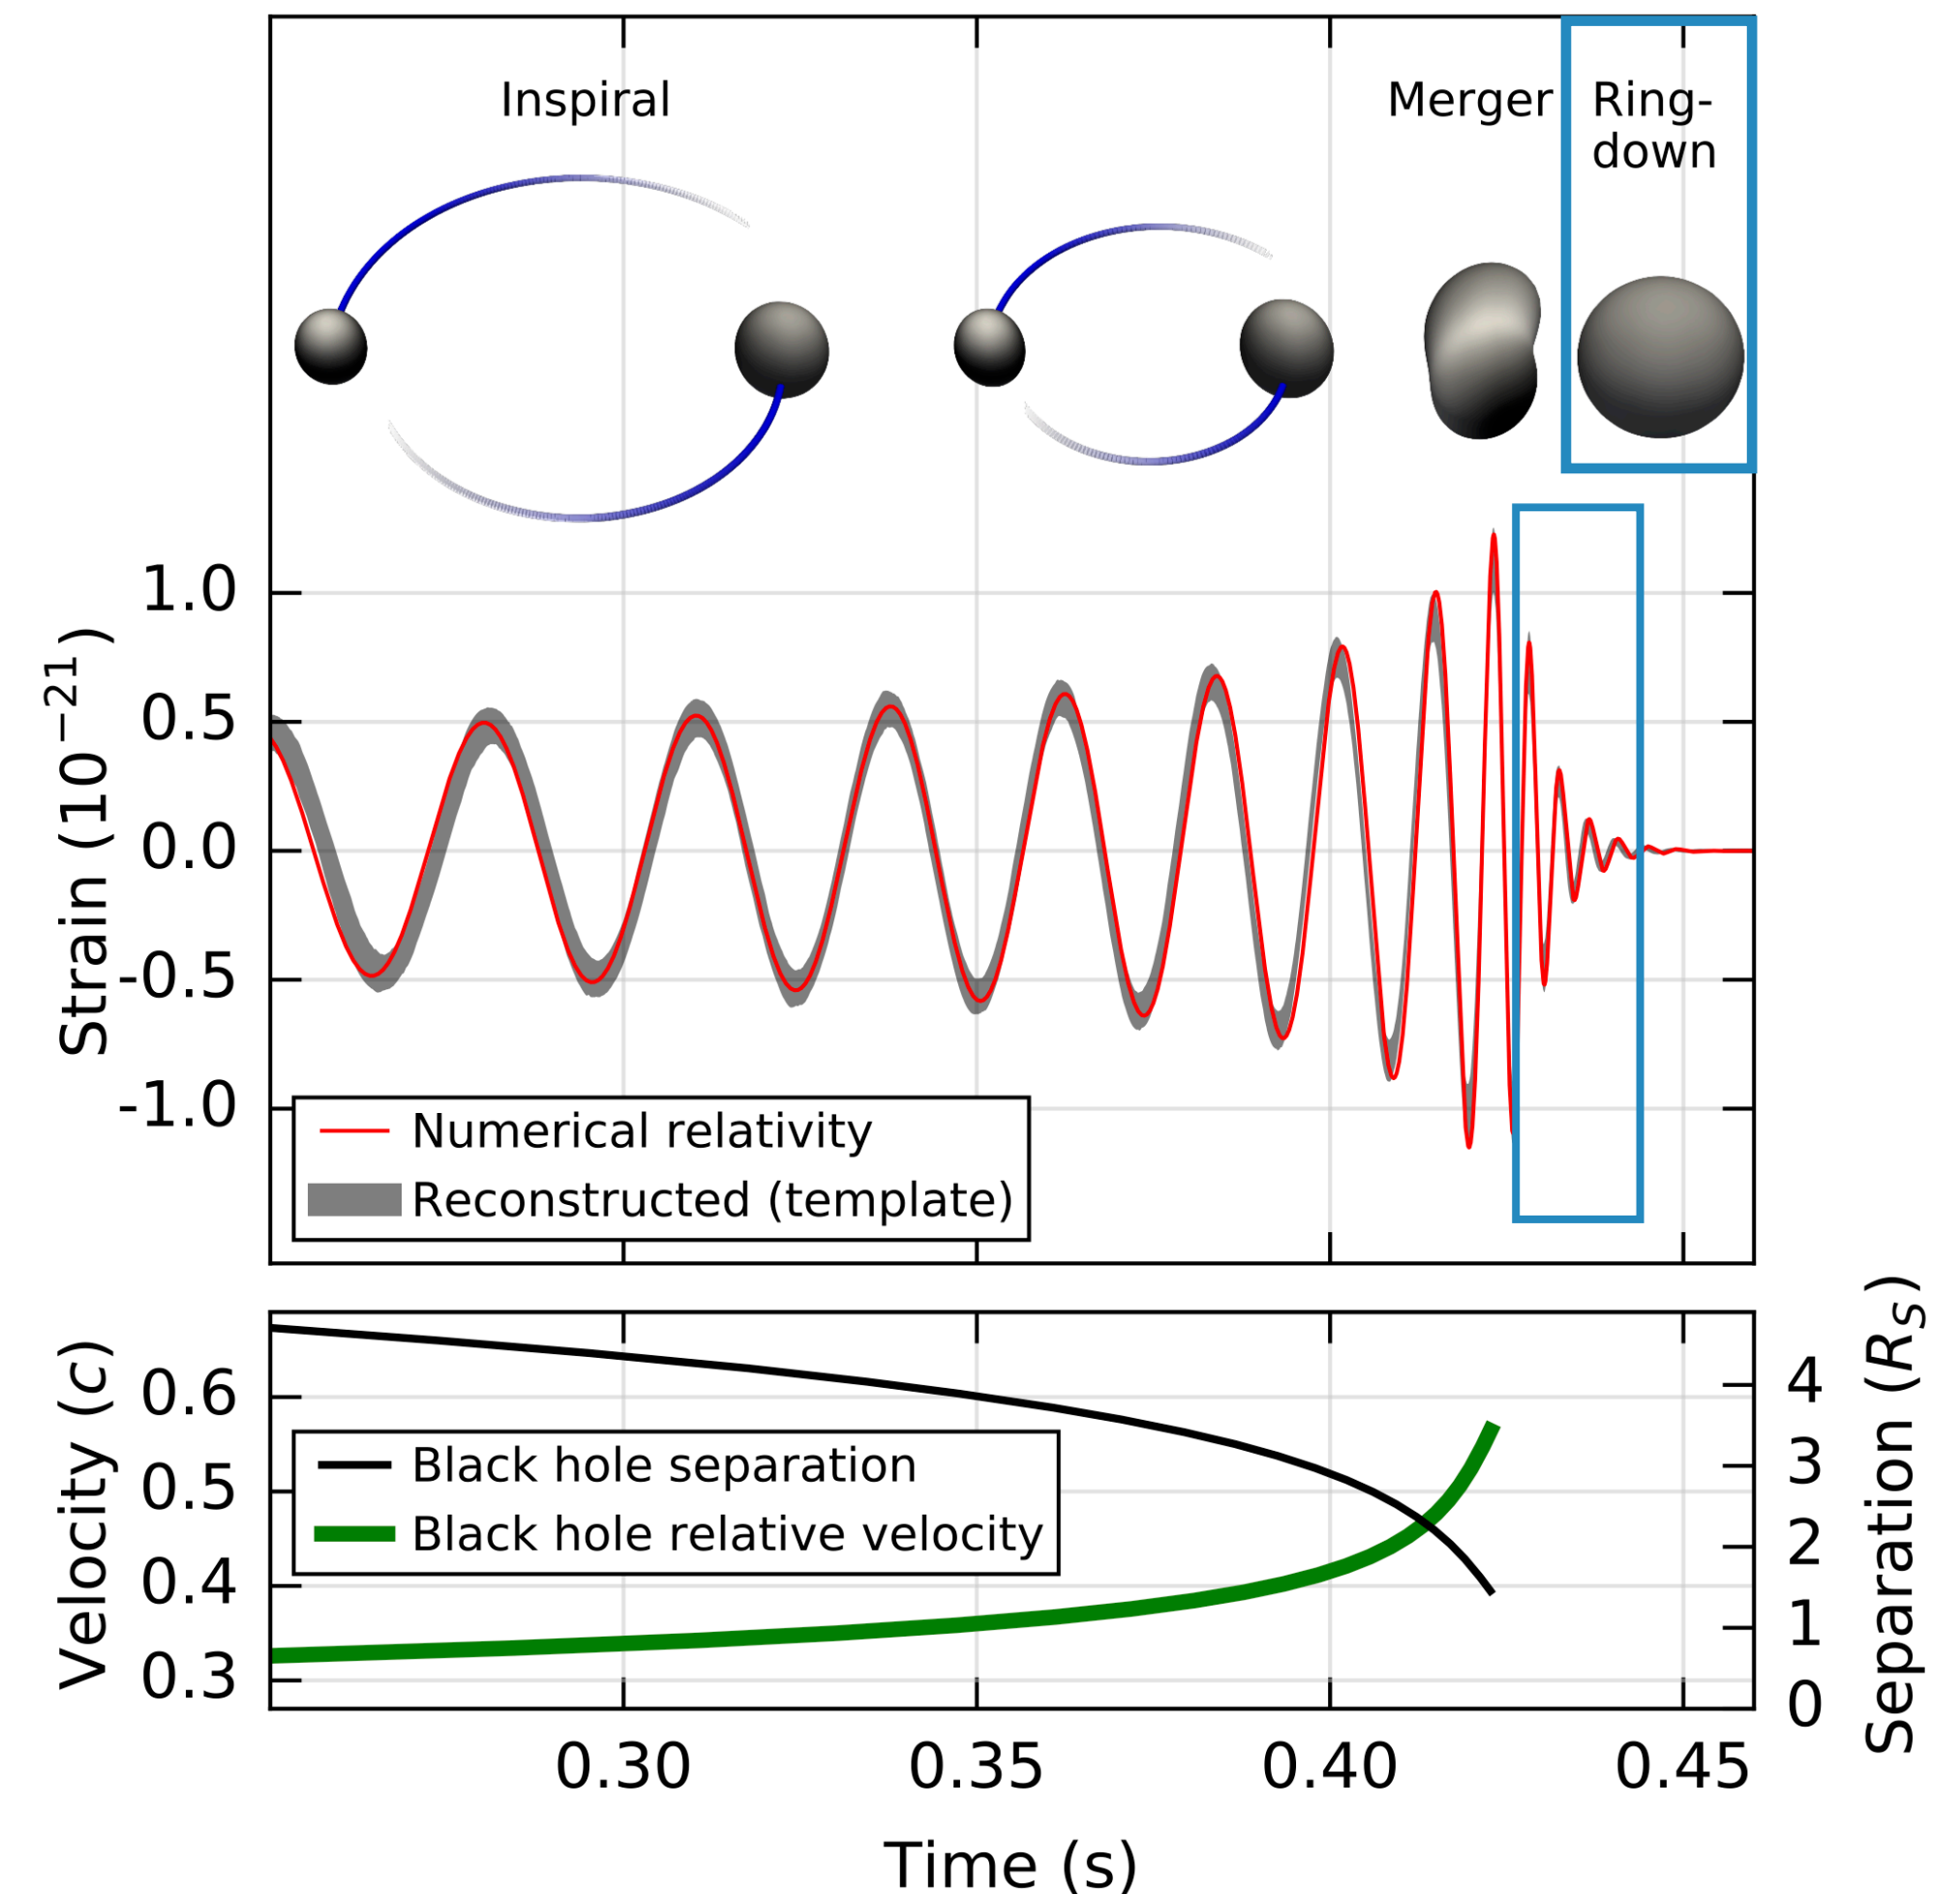 Inspiral
Merger
Ring-
down
Strain (10⁻²¹)
1.0
0.5
0.0
-0.5
-1.0
Numerical relativity
Reconstructed (template)
Velocity (c)
0.6
0.5
0.4
0.3
Black hole separation
Black hole relative velocity
Separation (R_S)
4
3
2
1
0
0.30 0.35 0.40 0.45
Time (s)